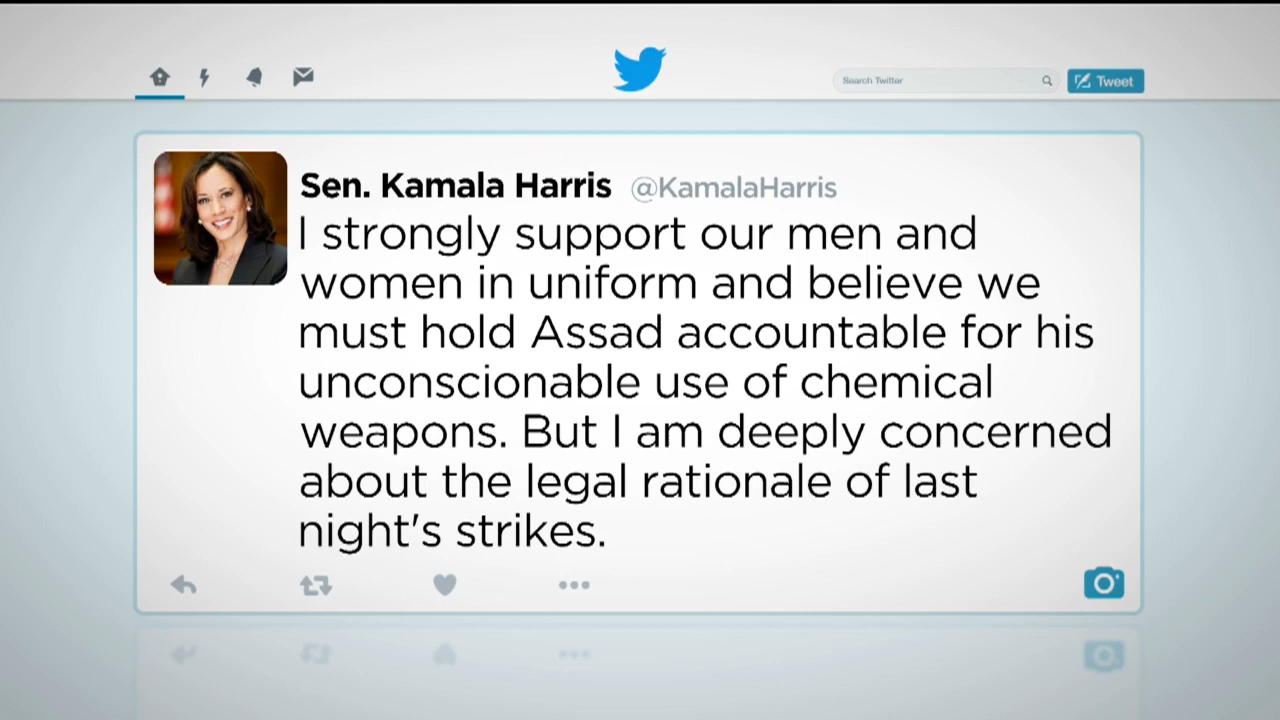 Search Twitter
Tweet
Sen. Kamala Harris @KamalaHarris
I strongly support our men and
women in uniform and believe we
must hold Assad accountable for his
unconscionable use of chemical
weapons. But I am deeply concerned
about the legal rationale of last
night's strikes.